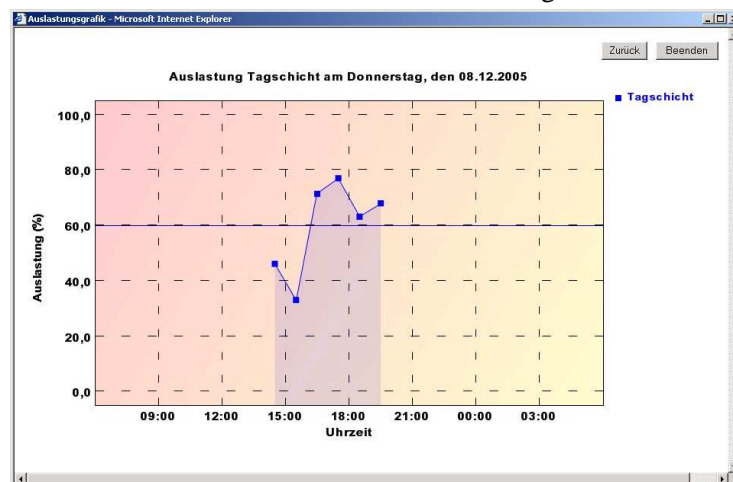 Auslastungsgrafik - Microsoft Internet Explorer
Zurück Beenden
Auslastung Tagschicht am Donnerstag, den 08.12.2005
Tagschicht
100,0
80,0
60,0
40,0
20,0
0,0
Auslastung (%)
09:00 12:00 15:00 18:00 21:00 00:00 03:00
Uhrzeit